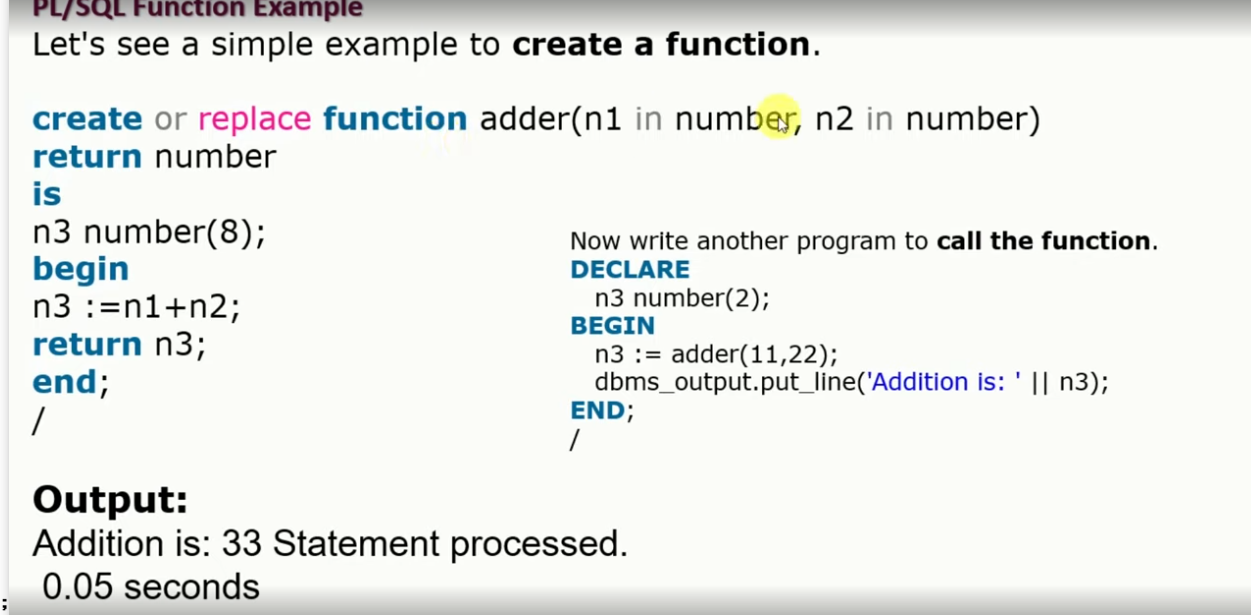 PL/SQL Function Example
Let's see a simple example to create a function.
create or replace function adder(n1 in number, n2 in number)
return number
is
n3 number(8);
begin
n3 :=n1+n2;
return n3;
end;
/
Now write another program to call the function.
DECLARE
n3 number(2);
BEGIN
n3 := adder(11,22);
dbms_output.put_line('Addition is: ' || n3);
END;
/
Output:
Addition is: 33 Statement processed.
0.05 seconds
;